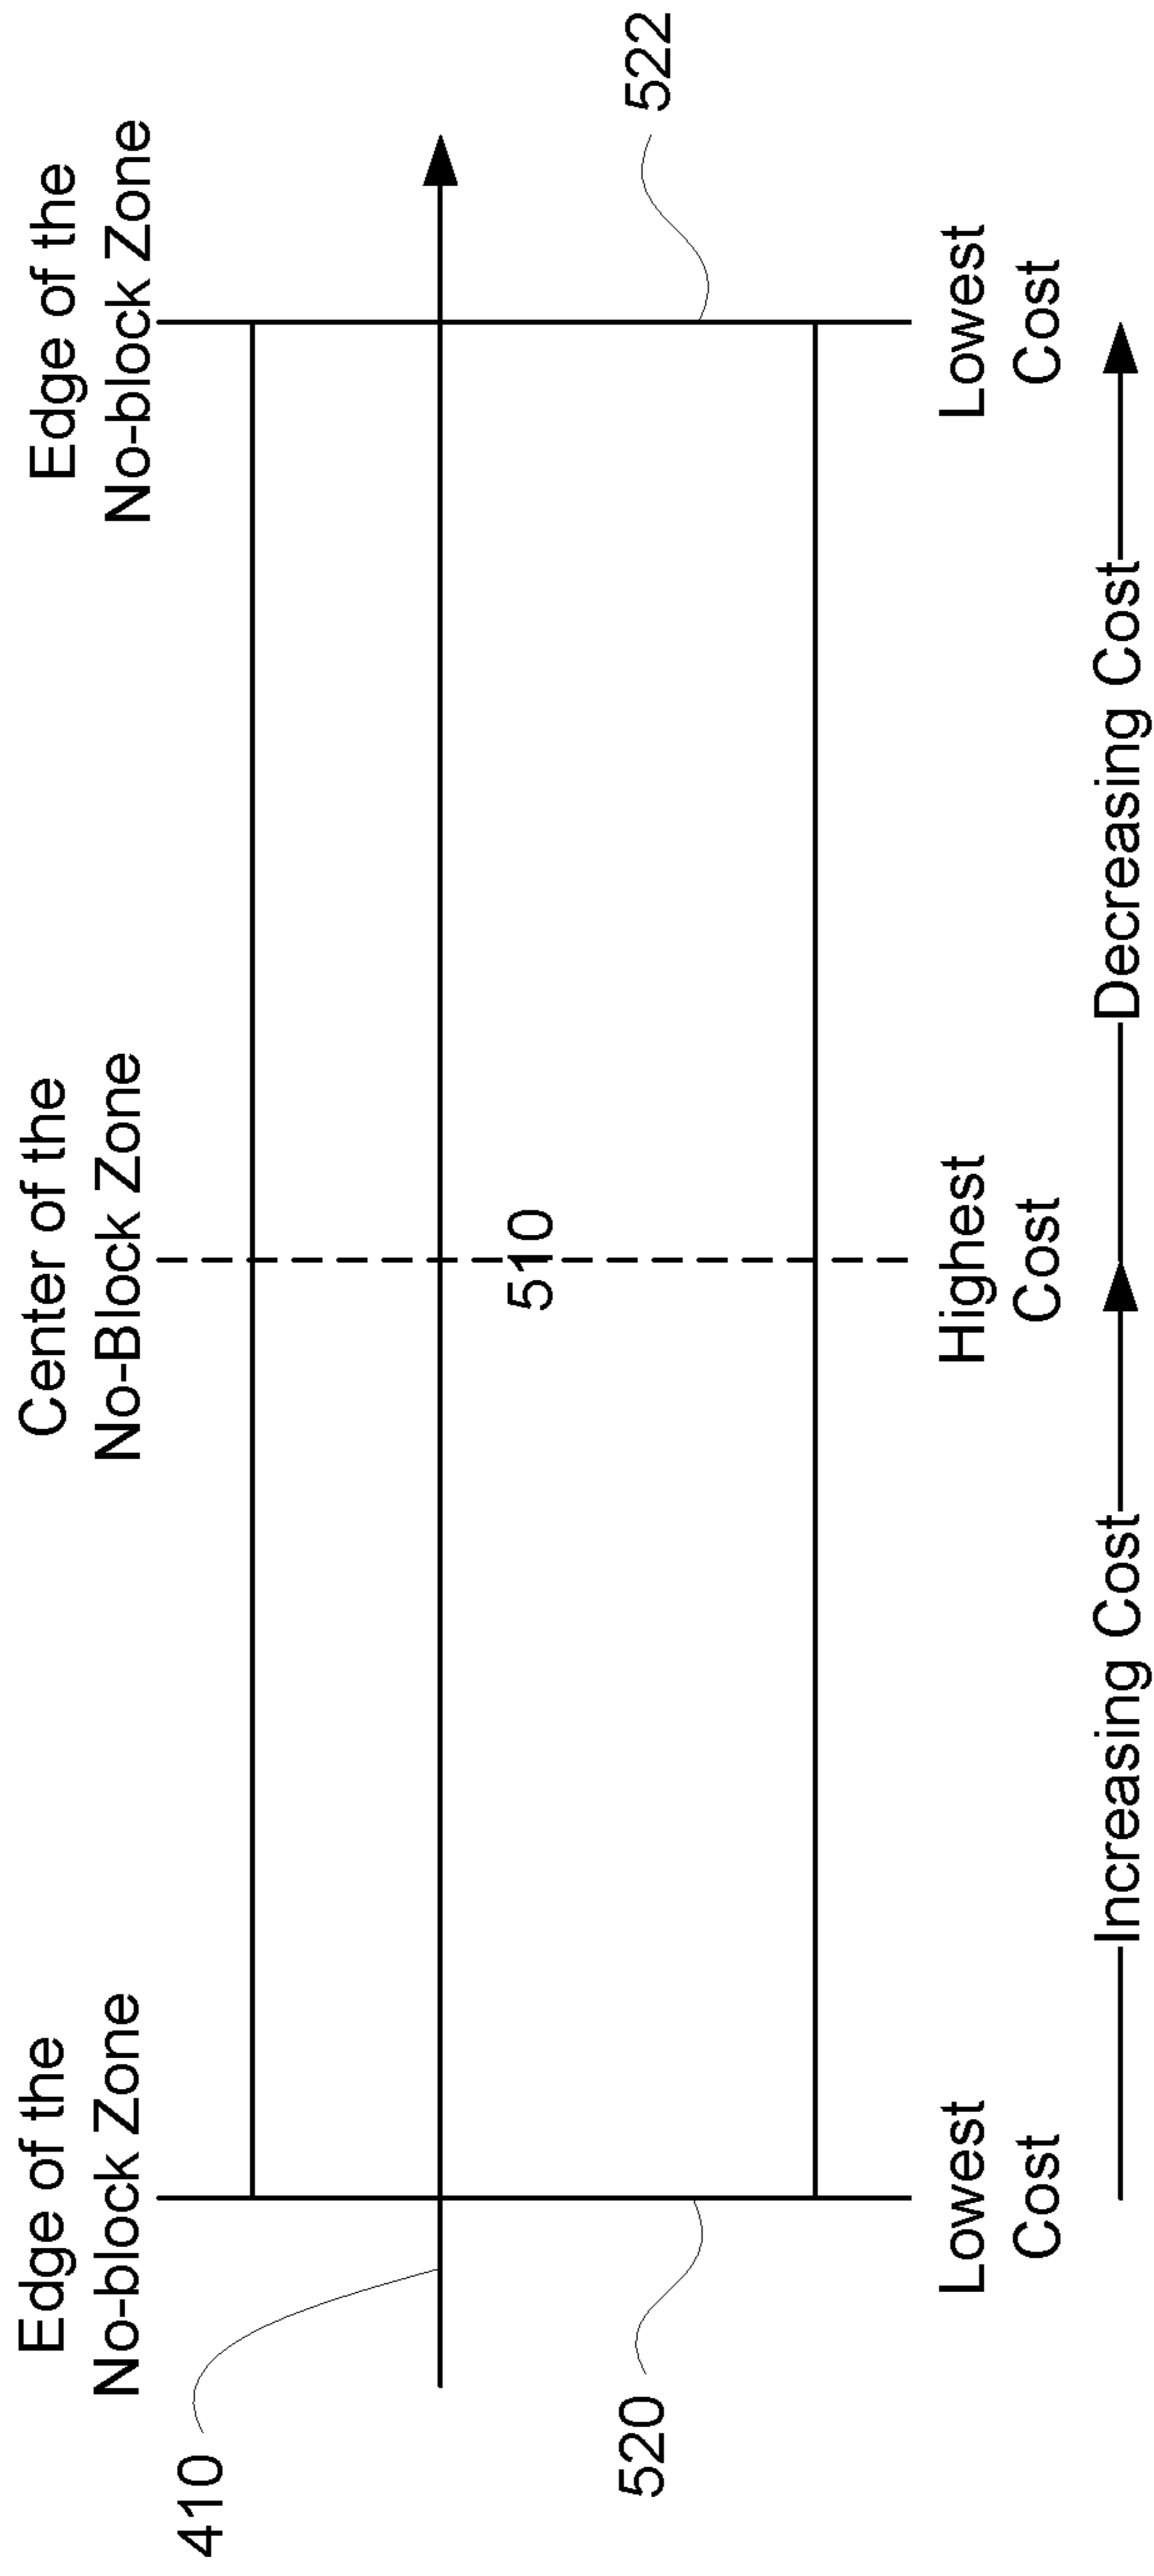 Edge of the
No-block Zone
Center of the
No-Block Zone
Edge of the
No-block Zone
410
510
520
522
Lowest
Cost
Highest
Cost
Lowest
Cost
Increasing Cost
Decreasing Cost